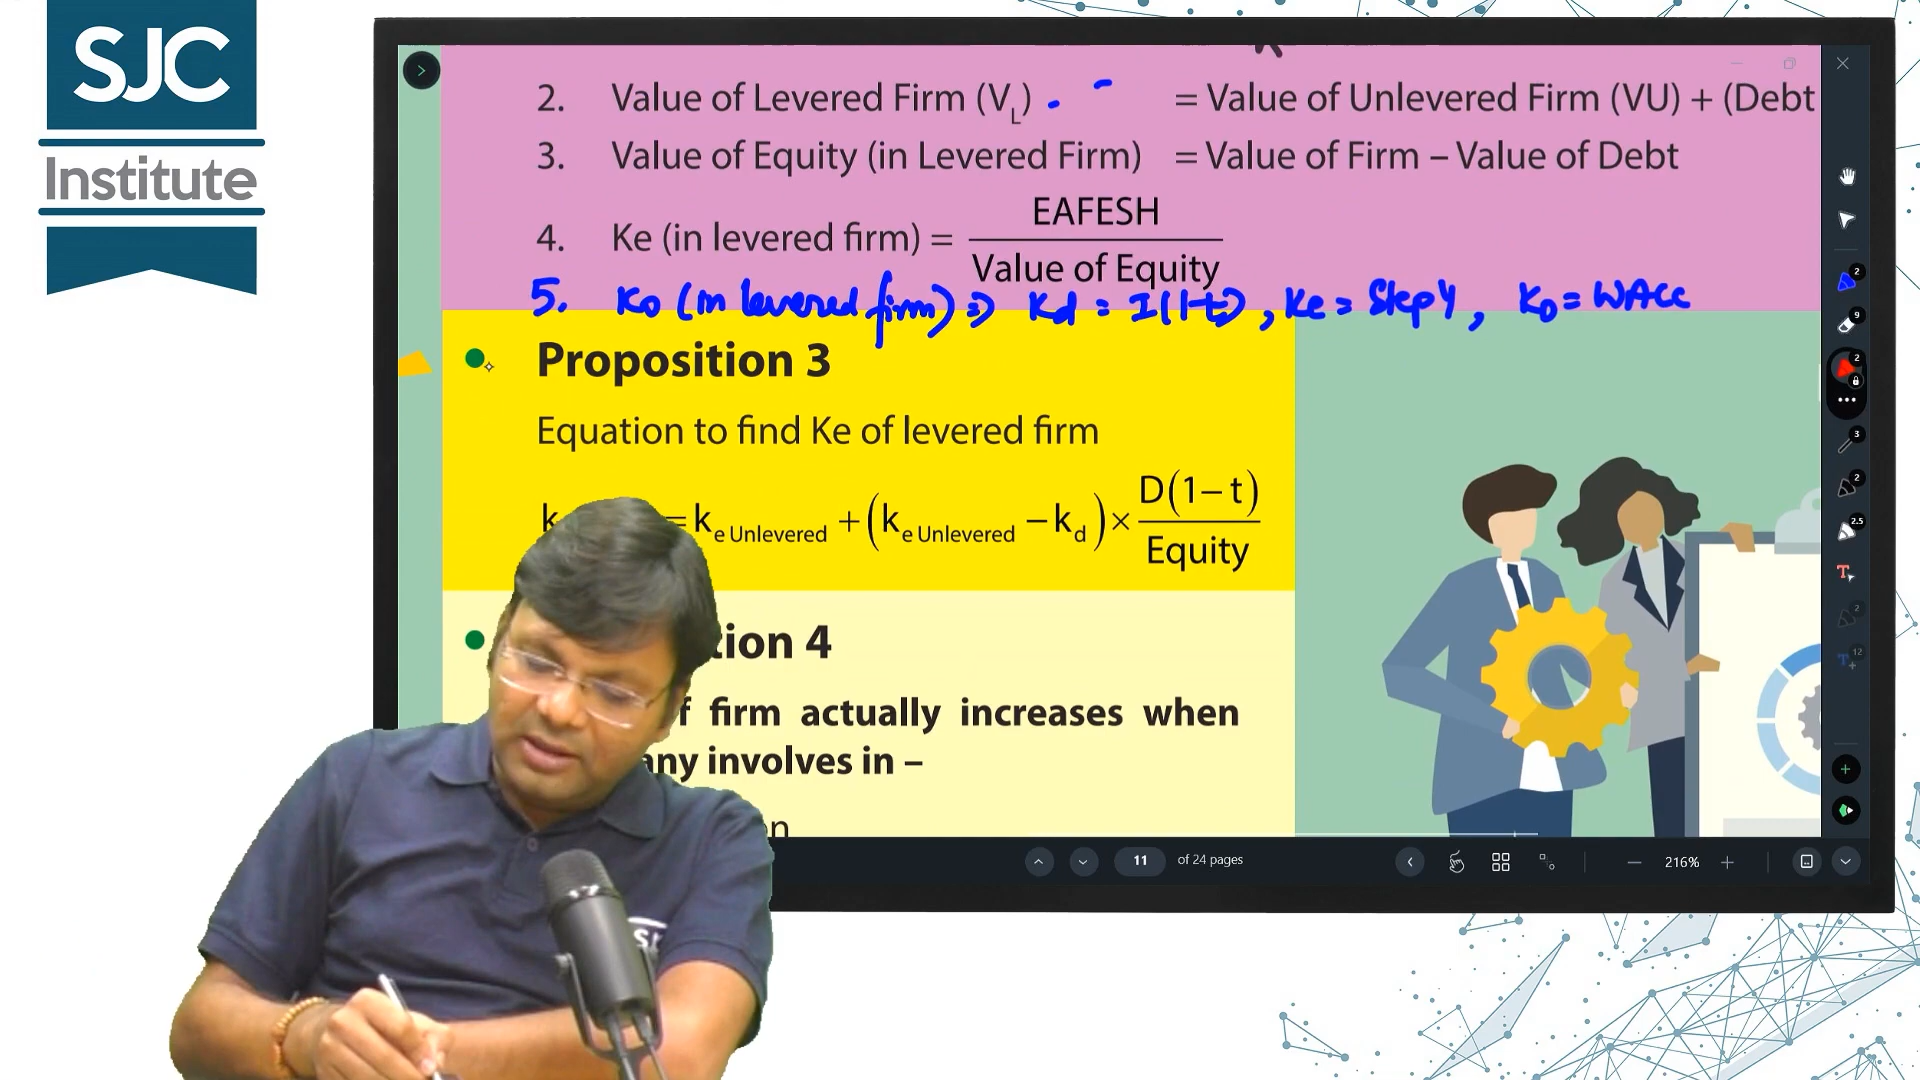 SJC
Institute
2. Value of Levered Firm (VL) = Value of Unlevered Firm (VU) + (Debt
3. Value of Equity (in Levered Firm) = Value of Firm – Value of Debt
4. Ke (in levered firm) = EAFESH
Value of Equity
5. Ko (in levered firm) ⇒ Kd = I(1-t), Ke = Step 4, Ko = WACC
Proposition 3
Equation to find Ke of levered firm
k = ke Unlevered + (ke Unlevered – kd) × D(1–t)
Equity
tion 4
f firm actually increases when
any involves in –
n
11 of 24 pages
216%